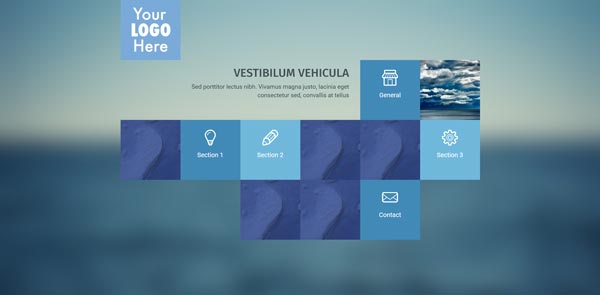 Your
LOGO
Here
VESTIBULUM VEHICULA
Sed porttitor lectus nibh. Vivamus magna justo, lacinia eget
consectetur sed, convallis at tellus
General
Section 1
Section 2
Section 3
Contact